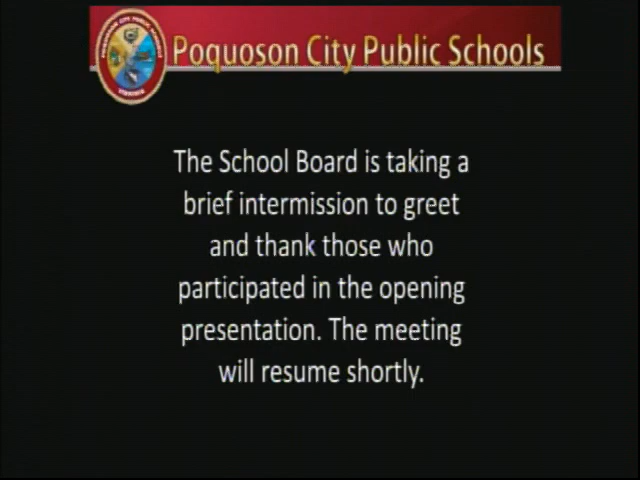 Poquoson City Public Schools
The School Board is taking a
brief intermission to greet
and thank those who
participated in the opening
presentation. The meeting
will resume shortly.